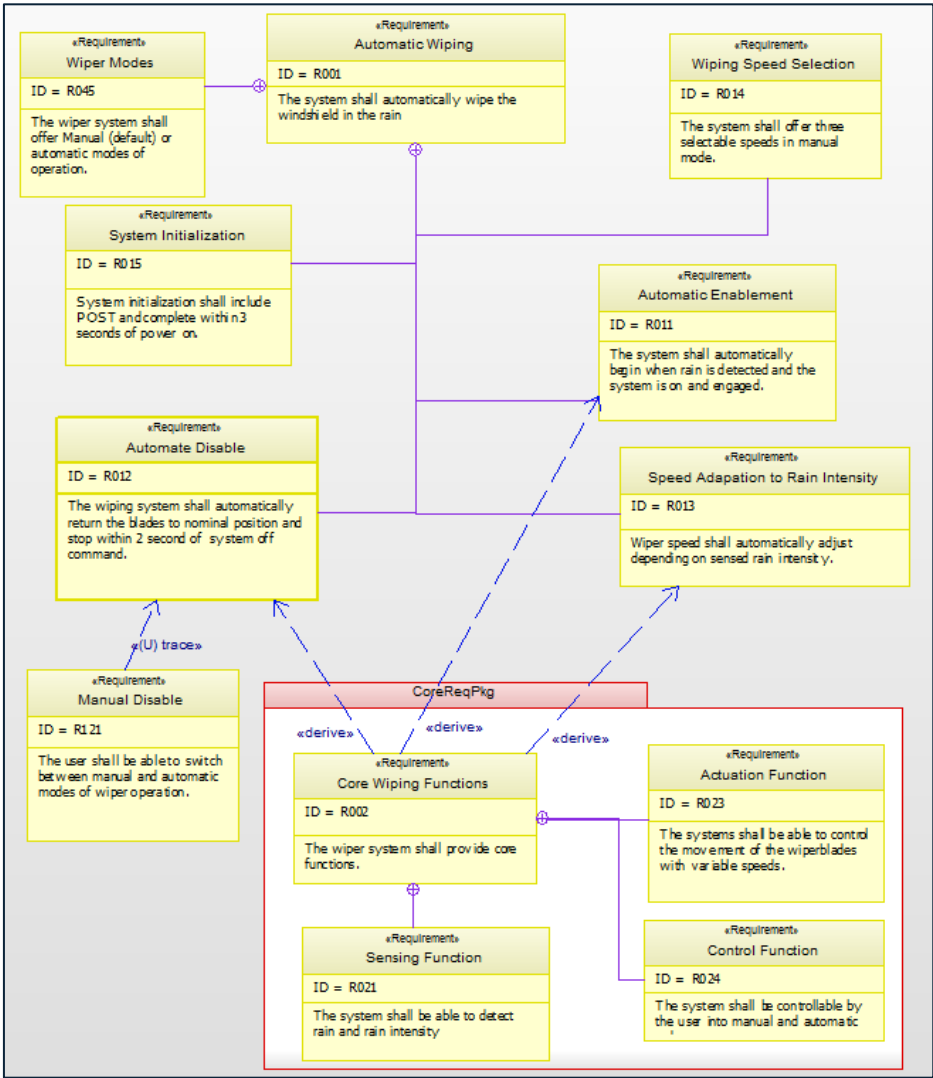 «Requirement»
Automatic Wiping
ID = R001
The system shall automatically wipe the
windshield in the rain
«Requirement»
Wiper Modes
ID = R045
The wiper system shall
offer Manual (default) or
automatic modes of
operation.
«Requirement»
Wiping Speed Selection
ID = R014
The system shall offer three
selectable speeds in manual
mode.
«Requirement»
System Initialization
ID = R015
System initialization shall include
POST and complete within 3
seconds of power on.
«Requirement»
Automatic Enablement
ID = R011
The system shall automatically
begin when rain is detected and the
system is on and engaged.
«Requirement»
Automate Disable
ID = R012
The wiping system shall automatically
return the blades to nominal position and
stop within 2 second of system off
command.
«Requirement»
Speed Adapation to Rain Intensity
ID = R013
Wiper speed shall automatically adjust
depending on sensed rain intensity.
«(U) trace»
«Requirement»
Manual Disable
ID = R121
The user shall be able to switch
between manual and automatic
modes of wiper operation.
CoreReqPkg
«derive»
«derive»
«derive»
«Requirement»
Core Wiping Functions
ID = R002
The wiper system shall provide core
functions.
«Requirement»
Actuation Function
ID = R023
The systems shall be able to control
the movement of the wiperblades
with variable speeds.
«Requirement»
Sensing Function
ID = R021
The system shall be able to detect
rain and rain intensity
«Requirement»
Control Function
ID = R024
The system shall be controllable by
the user into manual and automatic